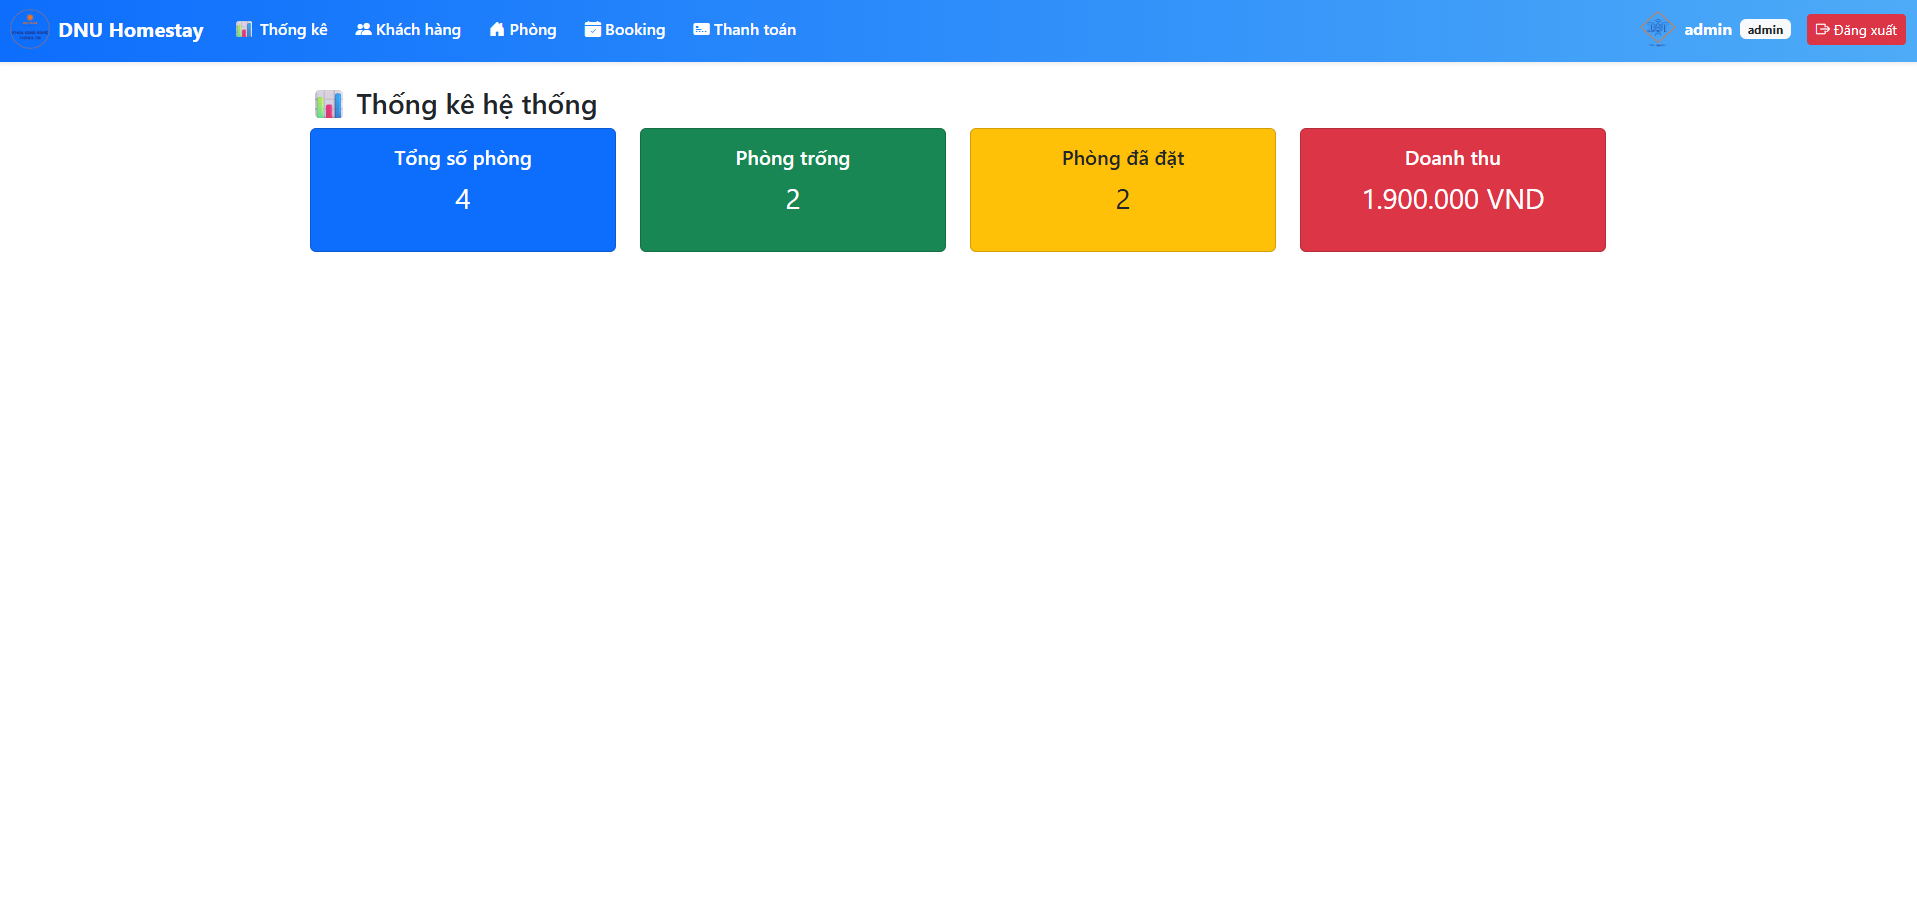 DNU Homestay
Thống kê
Khách hàng
Phòng
Booking
Thanh toán
admin
admin
Đăng xuất
Thống kê hệ thống
Tổng số phòng
4
Phòng trống
2
Phòng đã đặt
2
Doanh thu
1.900.000 VND